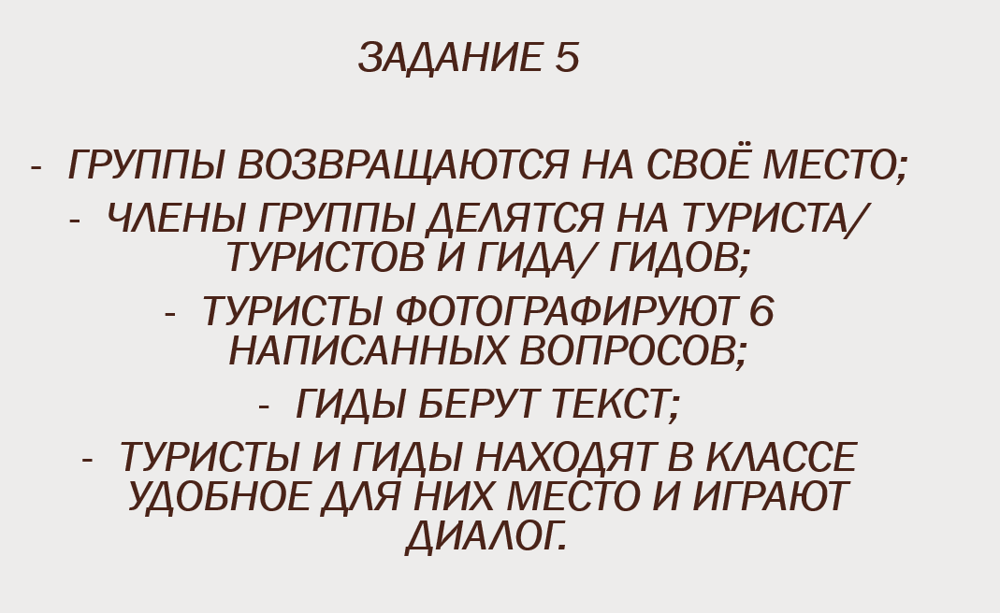 ЗАДАНИЕ 5
- ГРУППЫ ВОЗВРАЩАЮТСЯ НА СВОЁ МЕСТО;
- ЧЛЕНЫ ГРУППЫ ДЕЛЯТСЯ НА ТУРИСТА/
ТУРИСТОВ И ГИДА/ ГИДОВ;
- ТУРИСТЫ ФОТОГРАФИРУЮТ 6
НАПИСАННЫХ ВОПРОСОВ;
- ГИДЫ БЕРУТ ТЕКСТ;
- ТУРИСТЫ И ГИДЫ НАХОДЯТ В КЛАССЕ
УДОБНОЕ ДЛЯ НИХ МЕСТО И ИГРАЮТ
ДИАЛОГ.